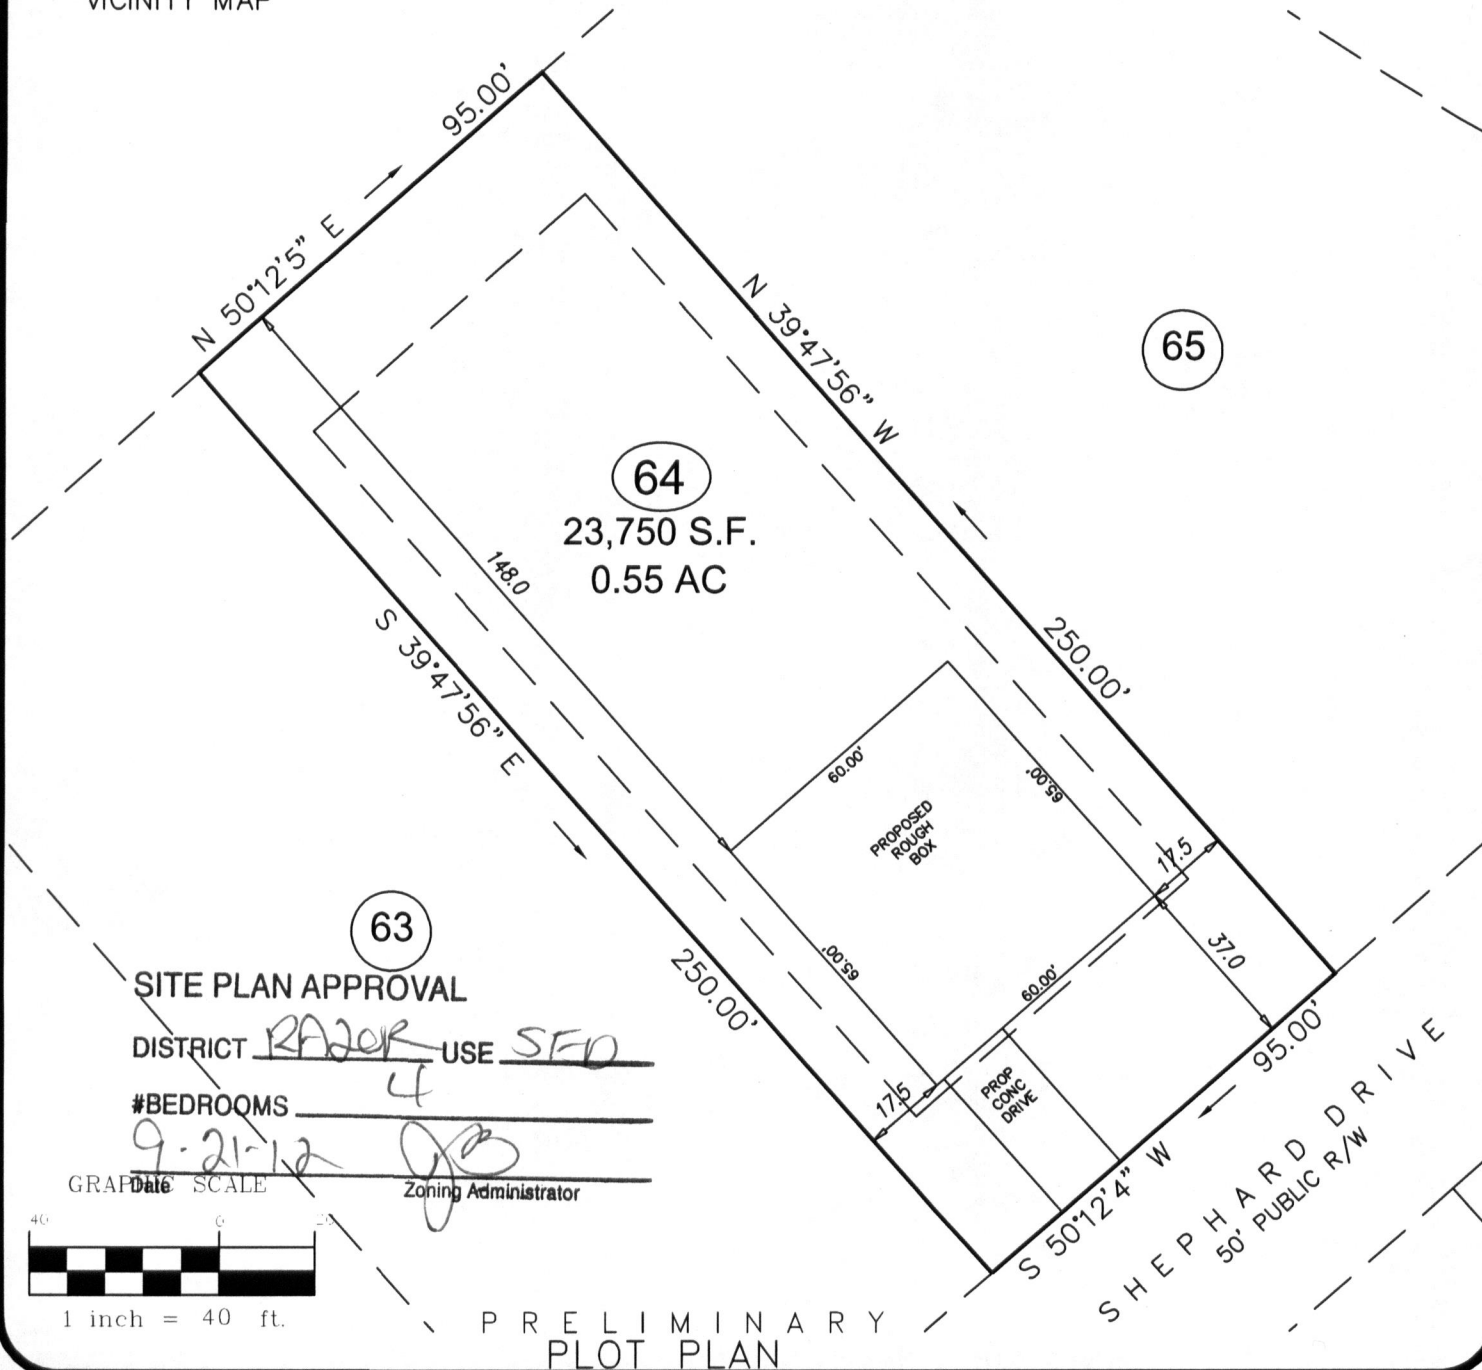 VICINITY MAP
95.00'
N 50°12'5" E
N 39°47'56" W
65
64
23,750 S.F.
0.55 AC
148.0
S 39°47'56" E
250.00'
60.00'
65.00'
PROPOSED
ROUGH
BOX
17.5
63
65.00'
37.0
250.00'
60.00'
SITE PLAN APPROVAL
DISTRICT RA20R USE SFD
#BEDROOMS 4
9-21-12
Date
Zoning Administrator
17.5
PROP
CONC
DRIVE
95.00'
S 50°12'4" W
SHEPHARD DRIVE
50' PUBLIC R/W
GRAPHIC SCALE
40 0 20
1 inch = 40 ft.
PRELIMINARY
PLOT PLAN